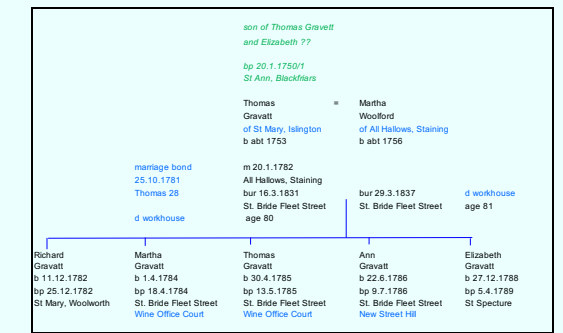 son of Thomas Gravett
and Elizabeth ??
bp 20.1.1750/1
St Ann, Blackfriars
Thomas = Martha
Gravatt Woolford
of St Mary, Islington of All Hallows, Staining
b abt 1753 b abt 1756
marriage bond m 20.1.1782
25.10.1781 All Hallows, Staining
Thomas 28 bur 16.3.1831 bur 29.3.1837 d workhouse
St. Bride Fleet Street St. Bride Fleet Street age 81
d workhouse age 80
Richard Martha Thomas Ann Elizabeth
Gravatt Gravatt Gravatt Gravatt Gravatt
b 11.12.1782 b 1.4.1784 b 30.4.1785 b 22.6.1786 b 27.12.1788
bp 25.12.1782 bp 18.4.1784 bp 13.5.1785 bp 9.7.1786 bp 5.4.1789
St Mary, Woolworth St. Bride Fleet Street St. Bride Fleet Street St. Bride Fleet Street St Specture
Wine Office Court Wine Office Court New Street Hill